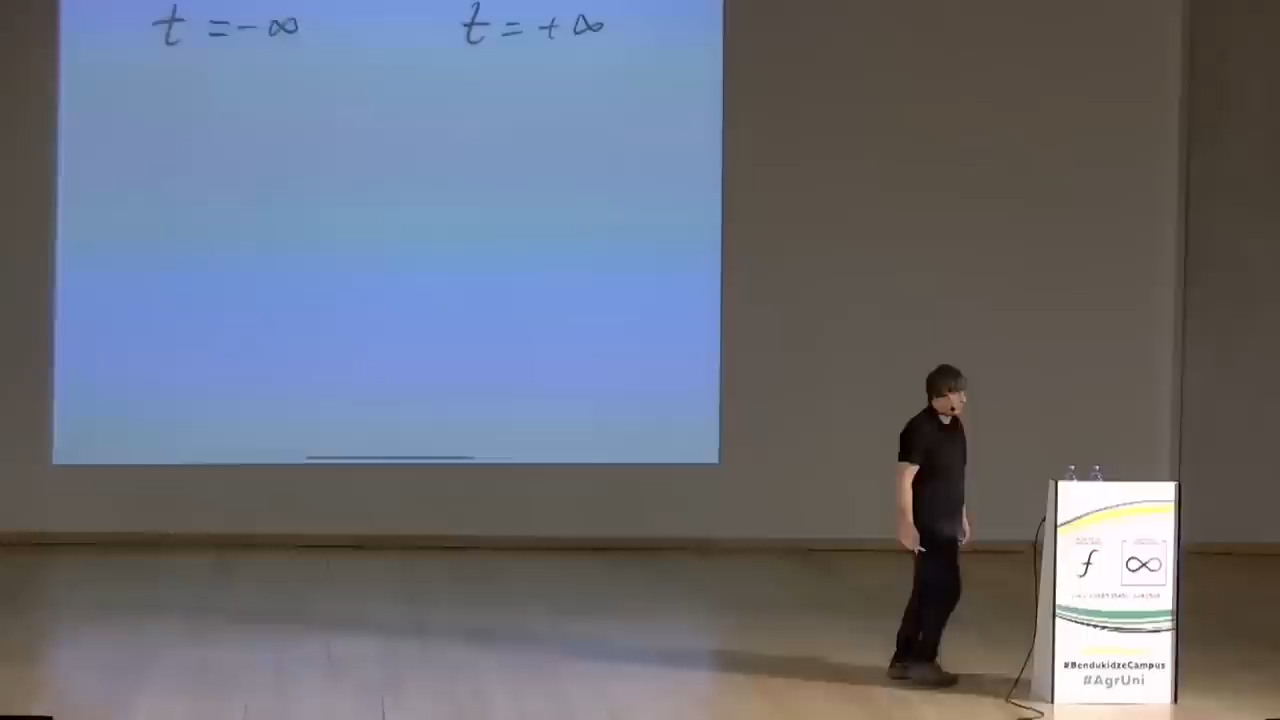 t = -∞ t = +∞
f ∞
#BendukidzeCampus
#AgrUni